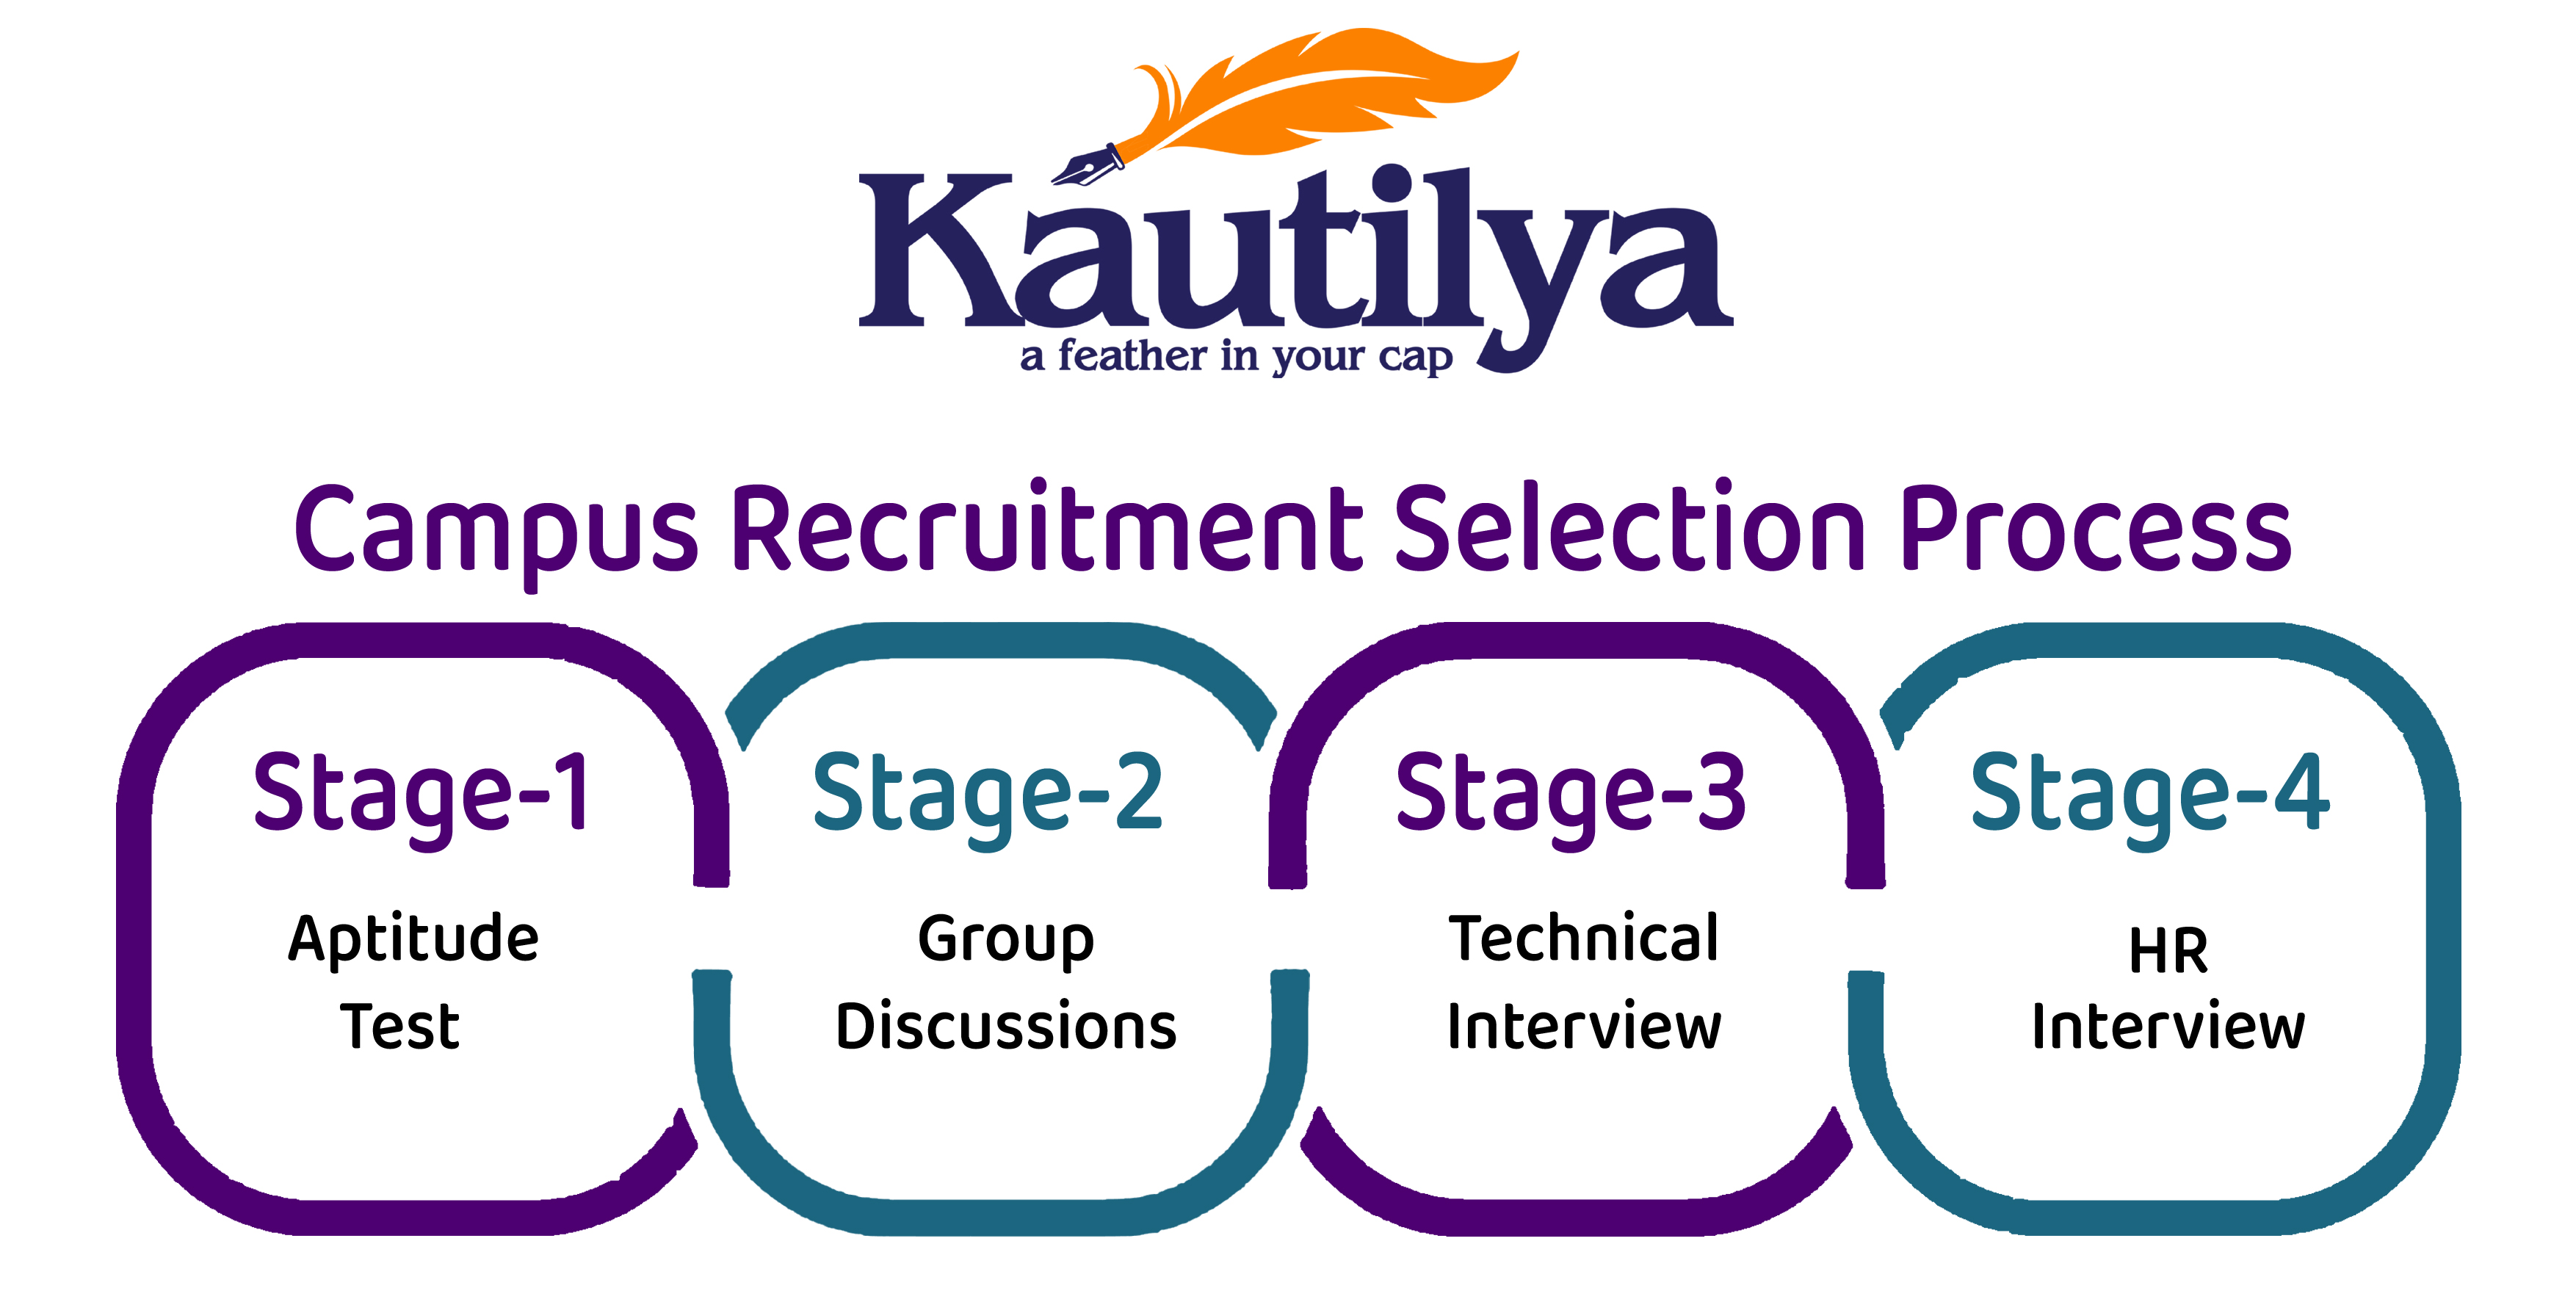 Kautilya
a feather in your cap
Campus Recruitment Selection Process
Stage-1
Aptitude
Test
Stage-2
Group
Discussions
Stage-3
Technical
Interview
Stage-4
HR
Interview